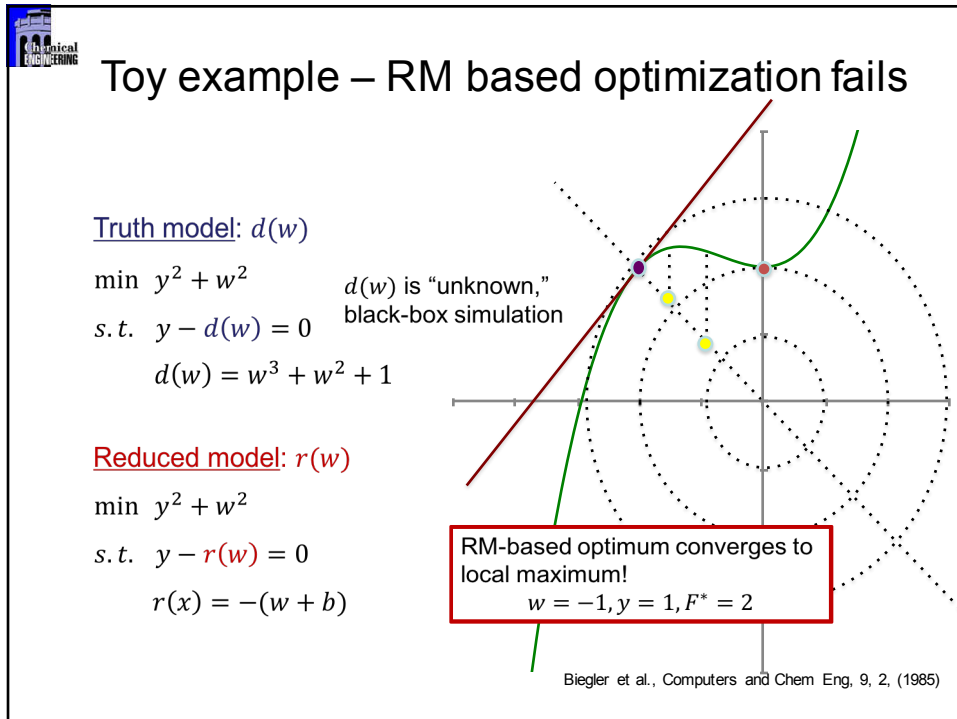 Chemical
ENGINEERING
Toy example – RM based optimization fails
Truth model: d(w)
min y² + w²
s.t. y − d(w) = 0
d(w) = w³ + w² + 1
d(w) is “unknown,”
black-box simulation
Reduced model: r(w)
min y² + w²
s.t. y − r(w) = 0
r(x) = −(w + b)
RM-based optimum converges to
local maximum!
w = −1, y = 1, F* = 2
Biegler et al., Computers and Chem Eng, 9, 2, (1985)